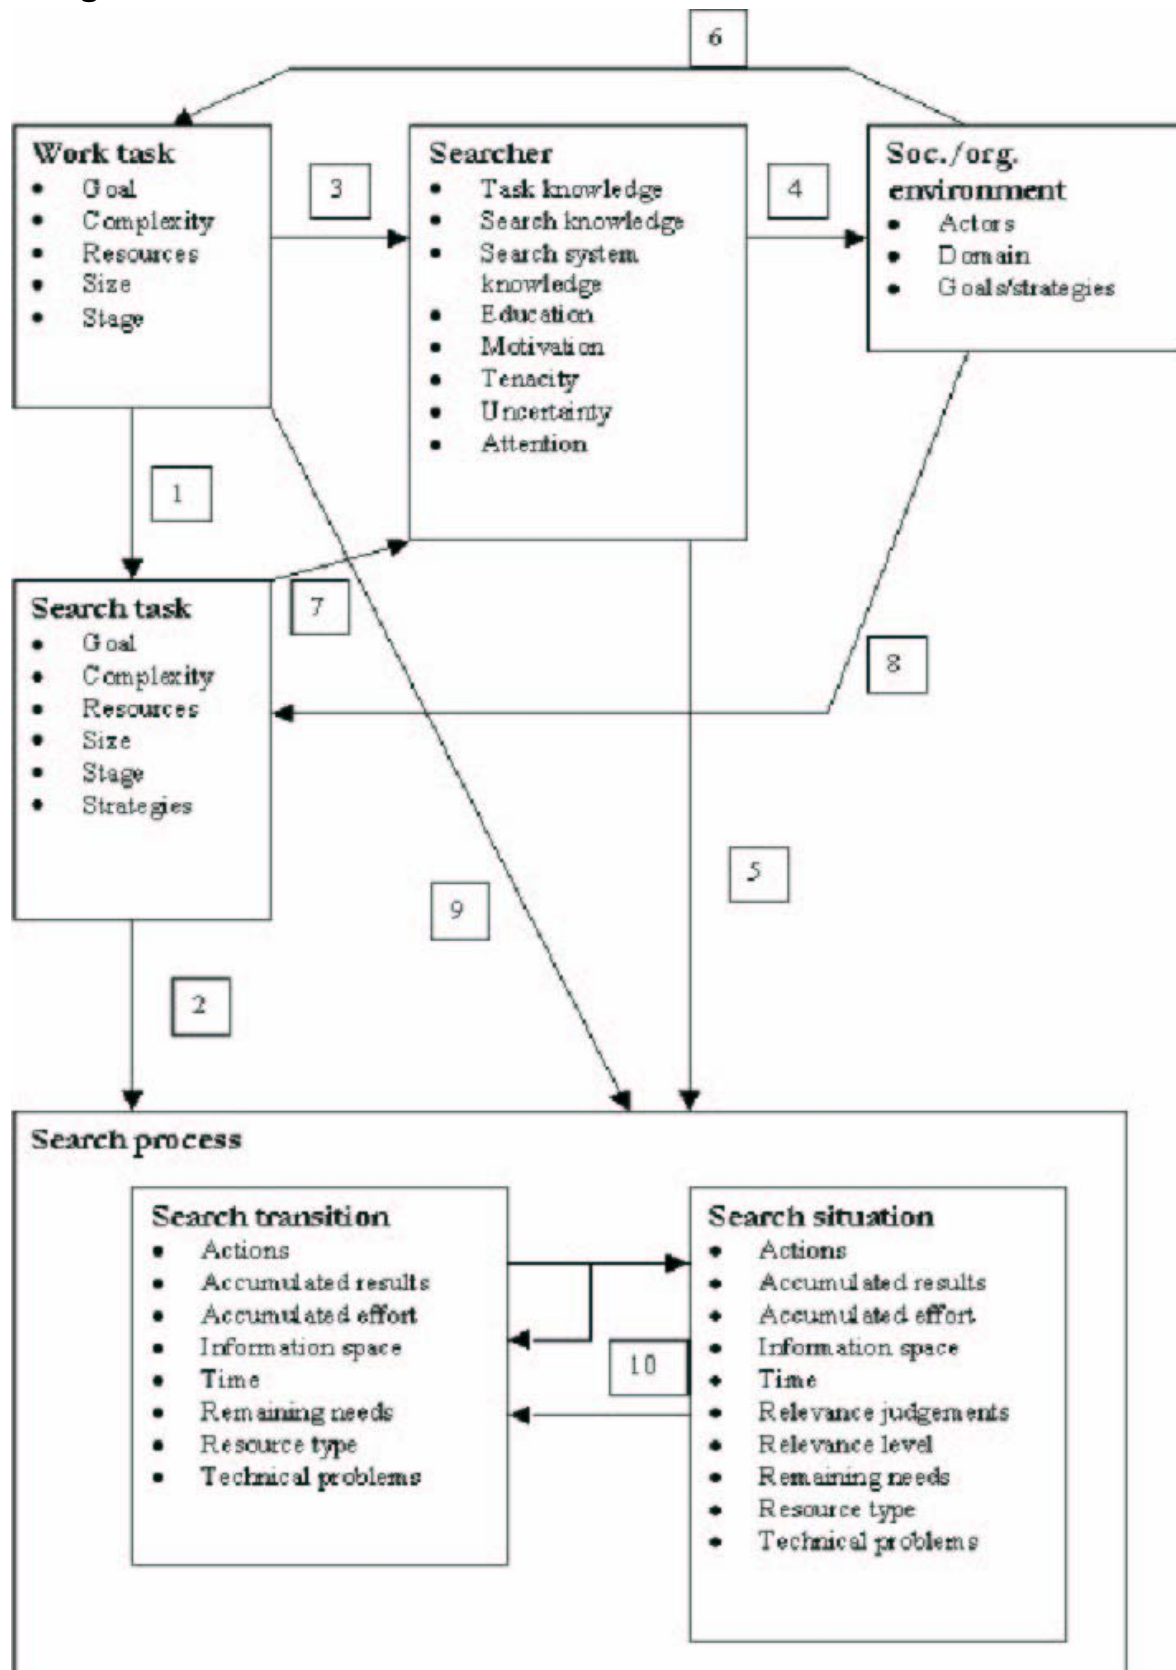 6
Work task
• Goal
• Complexity
• Resources
• Size
• Stage
3
Searcher
• Task knowledge
• Search knowledge
• Search system
knowledge
• Education
• Motivation
• Tenacity
• Uncertainty
• Attention
4
Soc./org.
environment
• Actors
• Domain
• Goals/strategies
1
7
Search task
• Goal
• Complexity
• Resources
• Size
• Stage
• Strategies
8
5
9
2
Search process
Search transition
• Actions
• Accumulated results
• Accumulated effort
• Information space
• Time
• Remaining needs
• Resource type
• Technical problems
10
Search situation
• Actions
• Accumulated results
• Accumulated effort
• Information space
• Time
• Relevance judgements
• Relevance level
• Remaining needs
• Resource type
• Technical problems